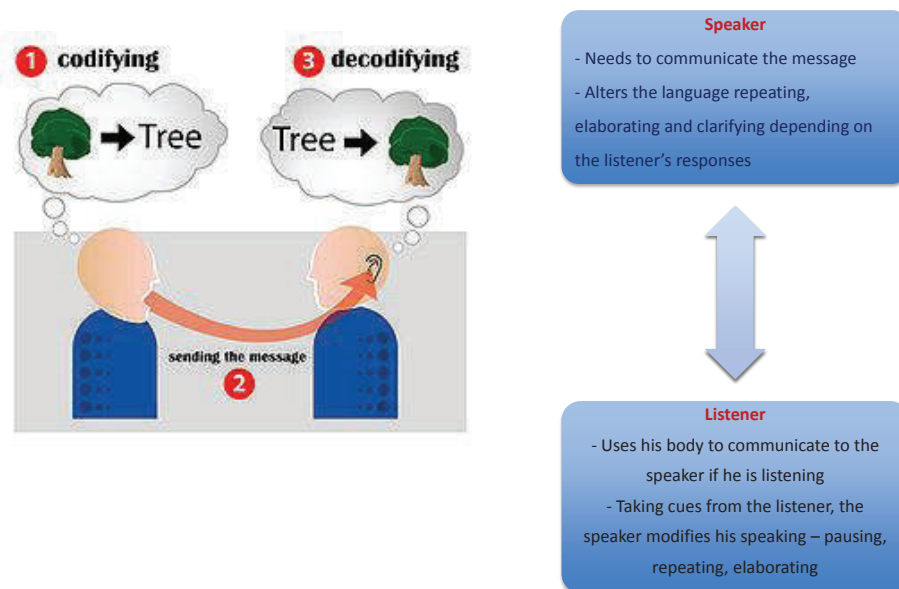 1 codifying
3 decodifying
Tree
Tree
sending the message
2
Speaker
- Needs to communicate the message
- Alters the language repeating,
elaborating and clarifying depending on
the listener's responses
Listener
- Uses his body to communicate to the
speaker if he is listening
- Taking cues from the listener, the
speaker modifies his speaking – pausing,
repeating, elaborating